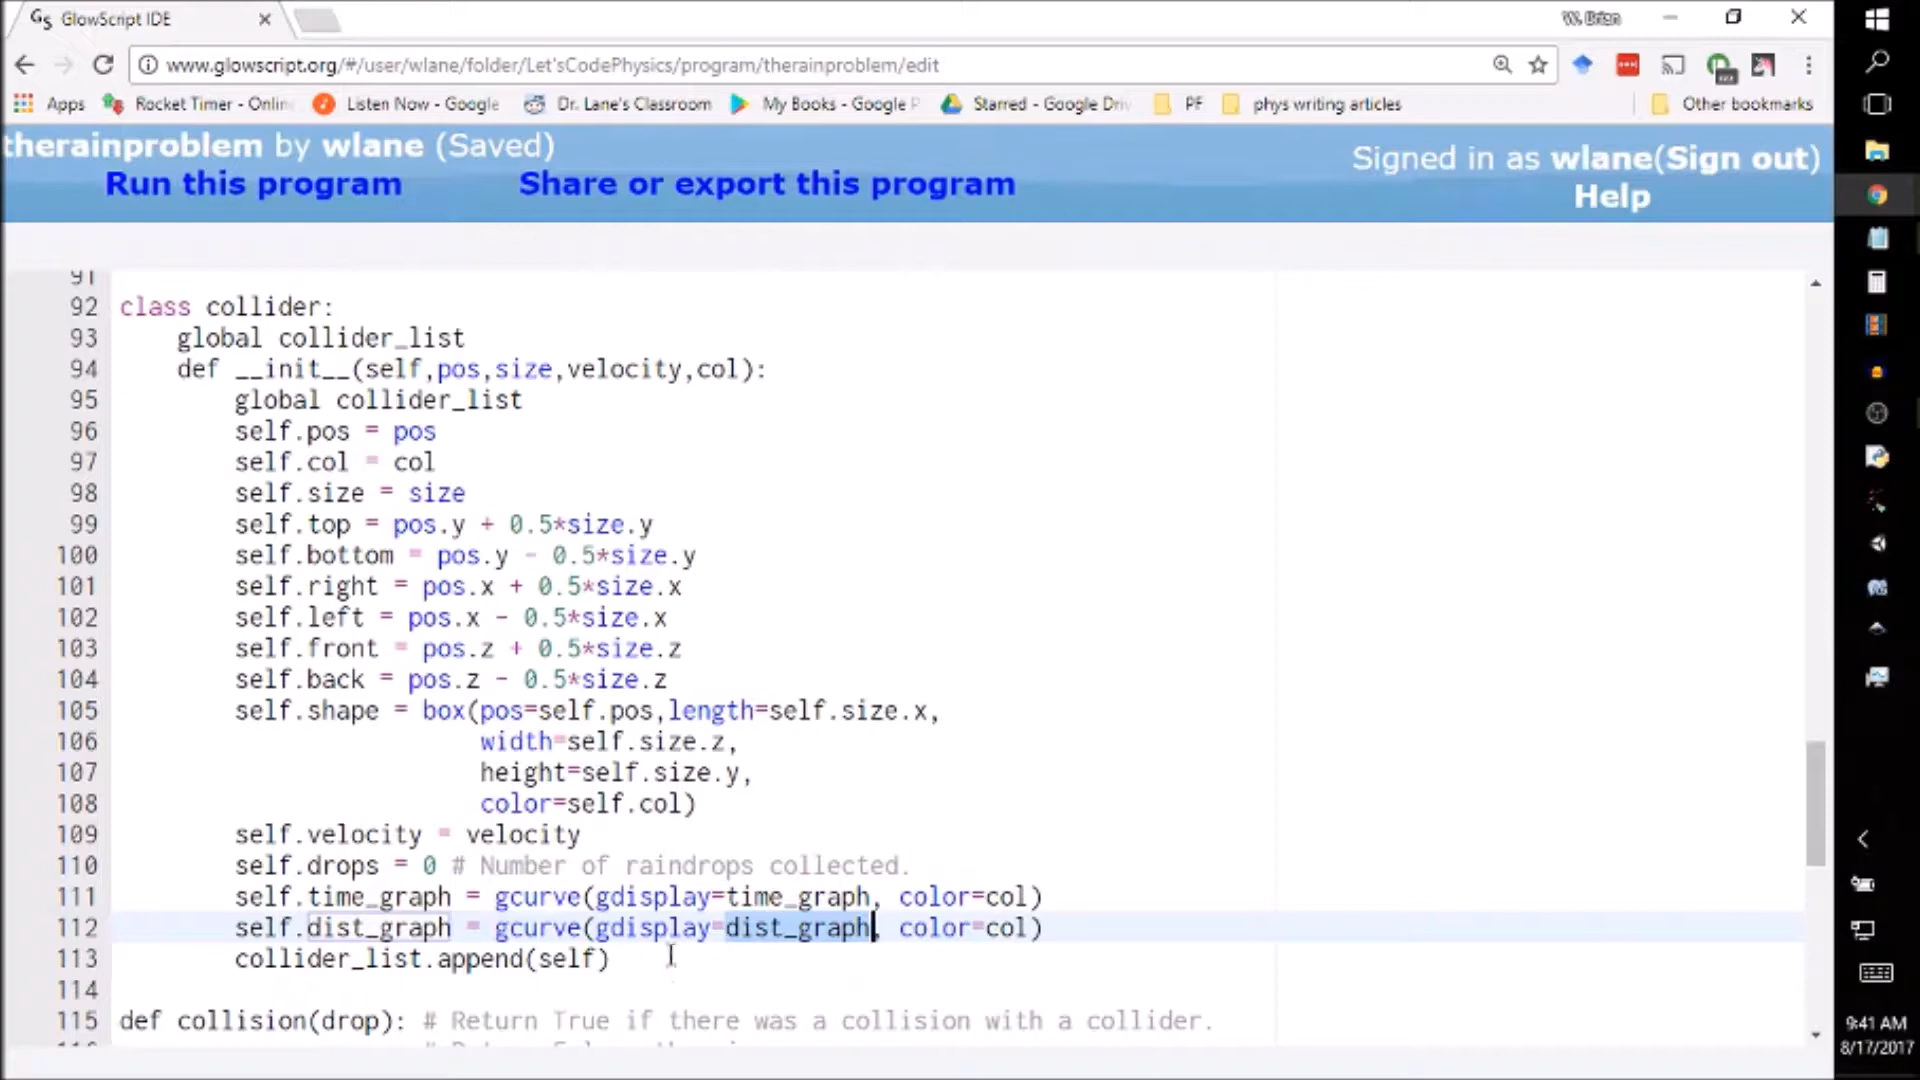 GS GlowScript IDE
W. Brian
www.glowscript.org/#/user/wlane/folder/Let'sCodePhysics/program/therainproblem/edit
Apps Rocket Timer - Onlin Listen Now - Google Dr. Lane's Classroom My Books - Google P Starred - Google Driv PF phys writing articles Other bookmarks
therainproblem by wlane (Saved)
Signed in as wlane(Sign out)
Run this program Share or export this program
Help
91
92 class collider:
93 global collider_list
94 def __init__(self,pos,size,velocity,col):
95 global collider_list
96 self.pos = pos
97 self.col = col
98 self.size = size
99 self.top = pos.y + 0.5*size.y
100 self.bottom = pos.y - 0.5*size.y
101 self.right = pos.x + 0.5*size.x
102 self.left = pos.x - 0.5*size.x
103 self.front = pos.z + 0.5*size.z
104 self.back = pos.z - 0.5*size.z
105 self.shape = box(pos=self.pos,length=self.size.x,
106 width=self.size.z,
107 height=self.size.y,
108 color=self.col)
109 self.velocity = velocity
110 self.drops = 0 # Number of raindrops collected.
111 self.time_graph = gcurve(gdisplay=time_graph, color=col)
112 self.dist_graph = gcurve(gdisplay=dist_graph, color=col)
113 collider_list.append(self)
114
115 def collision(drop): # Return True if there was a collision with a collider.
9:41 AM
8/17/2017